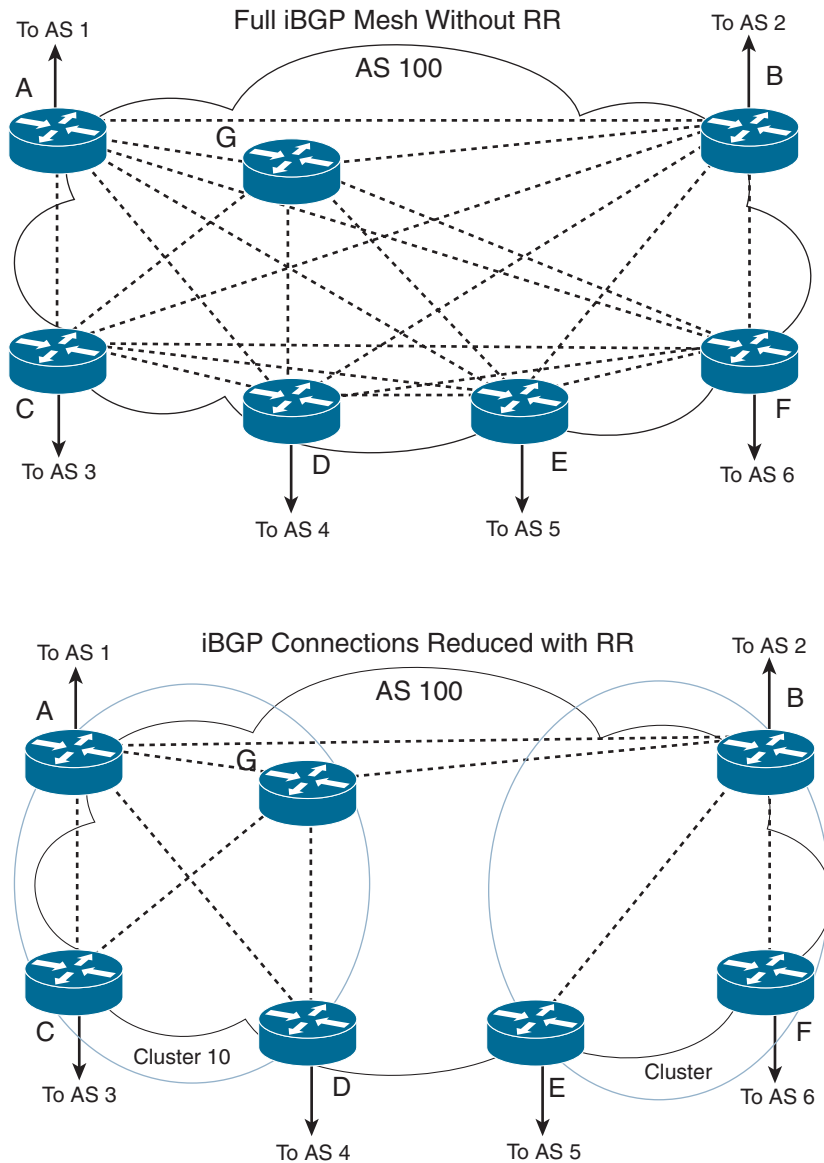 Full iBGP Mesh Without RR
To AS 1
To AS 2
AS 100
A
B
G
C
F
D
E
To AS 3
To AS 6
To AS 4
To AS 5
iBGP Connections Reduced with RR
To AS 1
To AS 2
AS 100
A
B
G
C
F
Cluster 10
Cluster
D
E
To AS 3
To AS 6
To AS 4
To AS 5